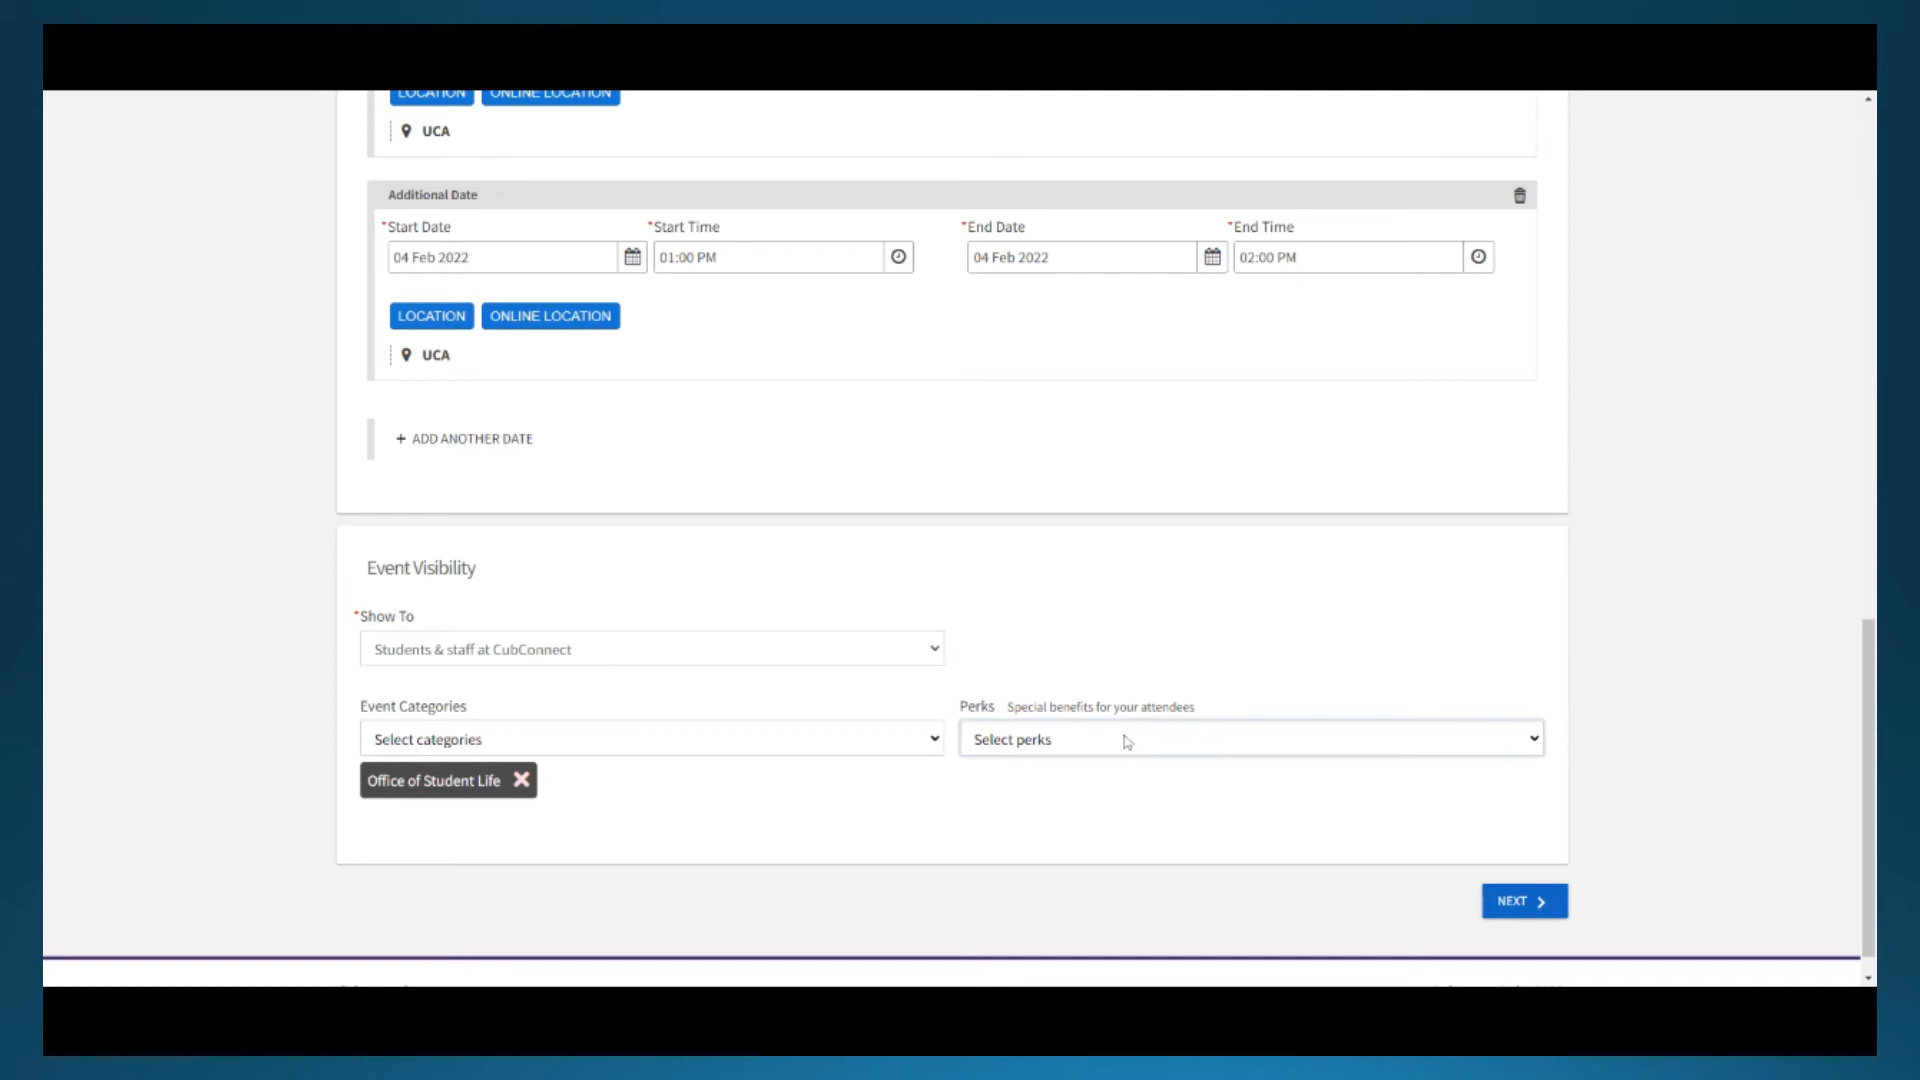 LOCATION ONLINE LOCATION
UCA
Additional Date
*Start Date *Start Time *End Date *End Time
04 Feb 2022 01:00 PM 04 Feb 2022 02:00 PM
LOCATION ONLINE LOCATION
UCA
+ ADD ANOTHER DATE
Event Visibility
*Show To
Students & staff at CubConnect
Event Categories Perks Special benefits for your attendees
Select categories Select perks
Office of Student Life
NEXT